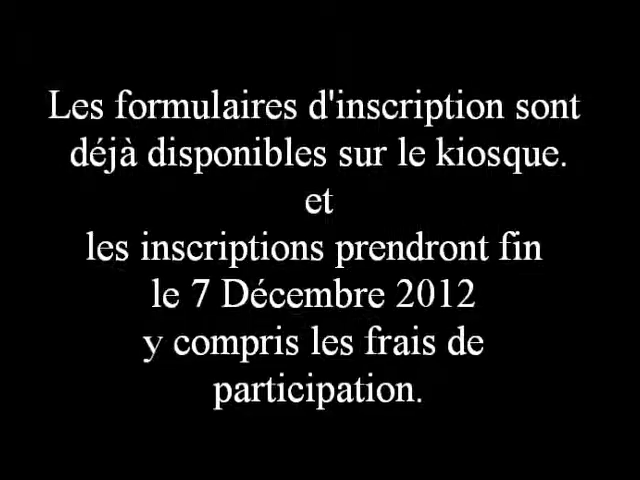 Les formulaires d'inscription sont
déjà disponibles sur le kiosque.
et
les inscriptions prendront fin
le 7 Décembre 2012
y compris les frais de
participation.